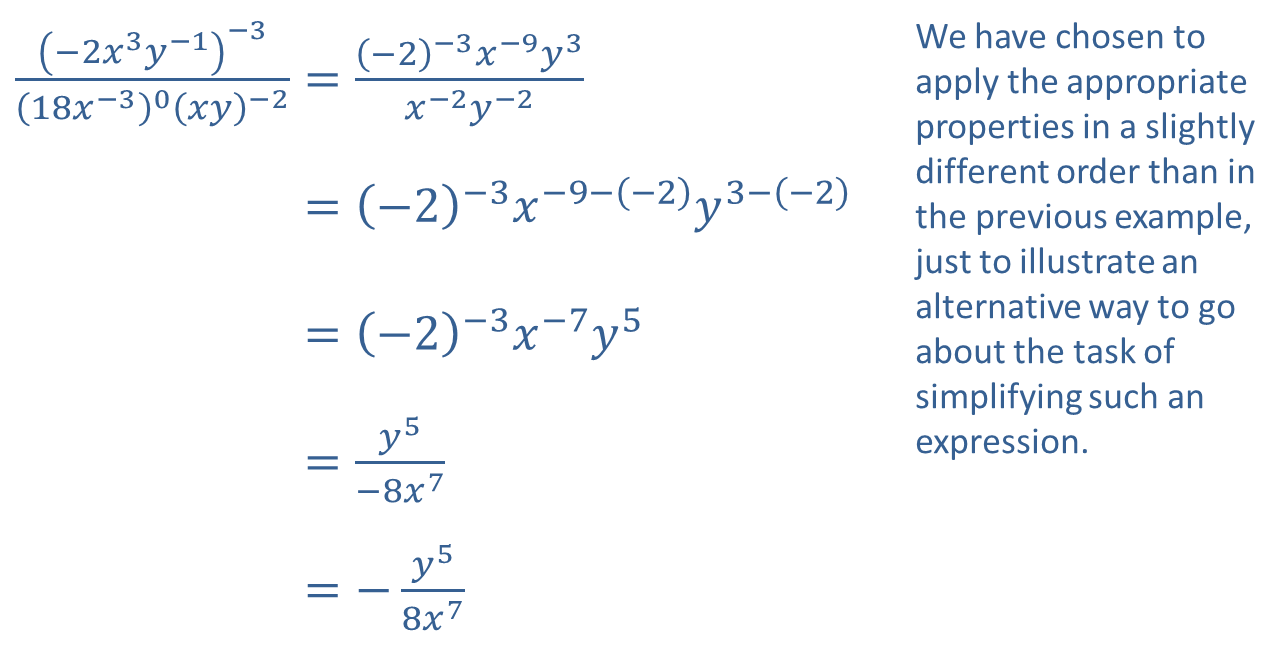 (−2x³y⁻¹)⁻³ / (18x⁻³)⁰(xy)⁻² = (−2)⁻³x⁻⁹y³ / x⁻²y⁻²
= (−2)⁻³x⁻⁹⁻⁽⁻²⁾y³⁻⁽⁻²⁾
= (−2)⁻³x⁻⁷y⁵
= y⁵ / −8x⁷
= − y⁵ / 8x⁷
We have chosen to
apply the appropriate
properties in a slightly
different order than in
the previous example,
just to illustrate an
alternative way to go
about the task of
simplifying such an
expression.